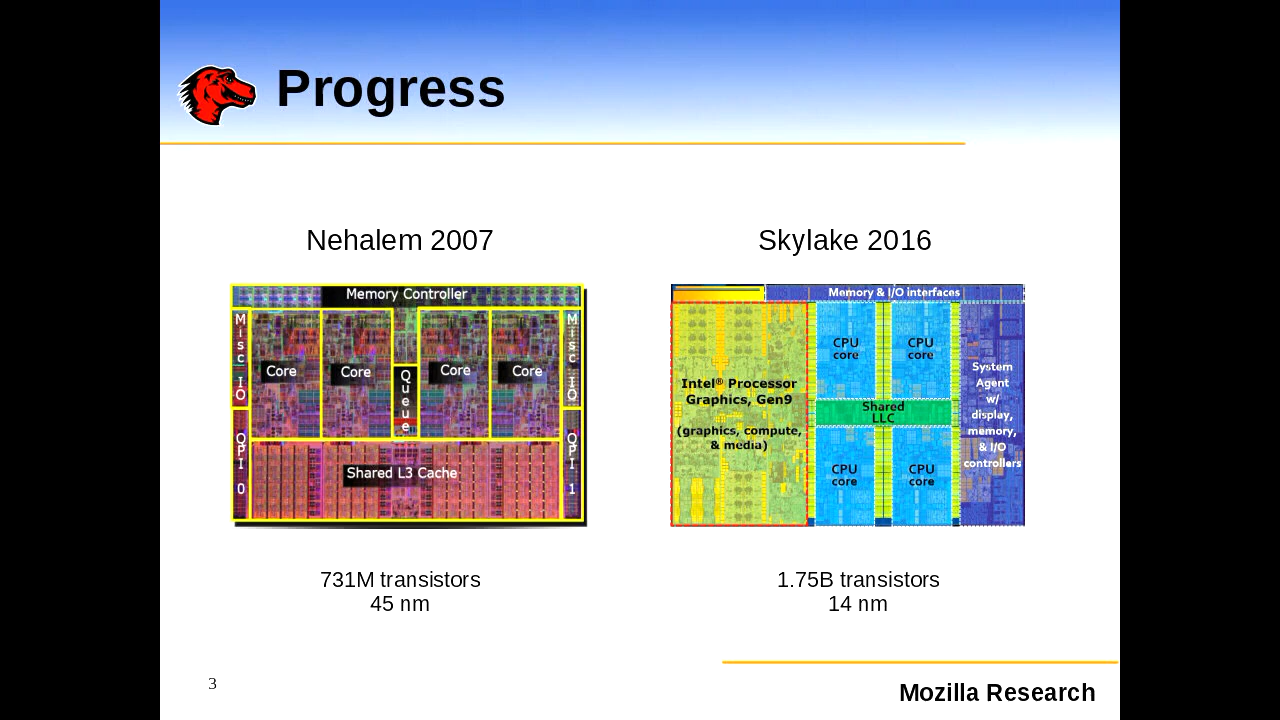 Progress
Nehalem 2007
Skylake 2016
Memory Controller
Misc IO
Core
Core
Queue
Core
Core
Misc IO
QPI 0
QPI 1
Shared L3 Cache
Memory & I/O interfaces
Intel® Processor
Graphics, Gen9
(graphics, compute,
& media)
CPU
core
CPU
core
Shared
LLC
CPU
core
CPU
core
System
Agent
w/
display,
memory,
& I/O
controllers
731M transistors
45 nm
1.75B transistors
14 nm
3
Mozilla Research